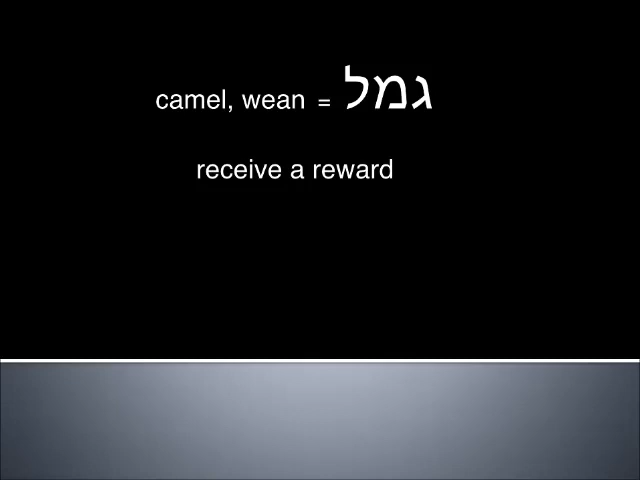 camel, wean = גמל
receive a reward